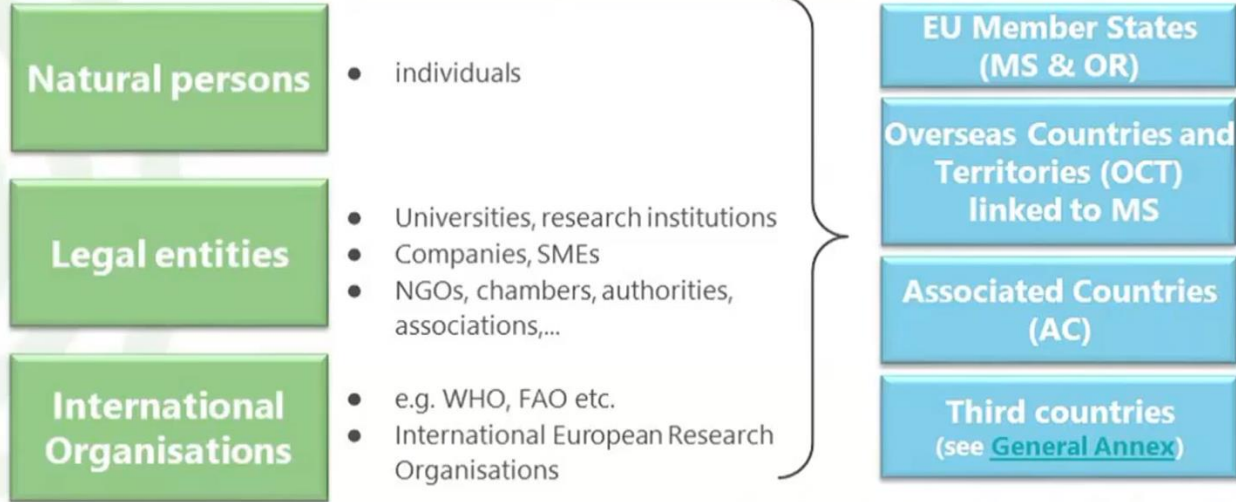 Natural persons
● individuals
Legal entities
● Universities, research institutions
● Companies, SMEs
● NGOs, chambers, authorities,
associations,...
International
Organisations
● e.g. WHO, FAO etc.
● International European Research
Organisations
EU Member States
(MS & OR)
Overseas Countries and
Territories (OCT)
linked to MS
Associated Countries
(AC)
Third countries
(see General Annex)